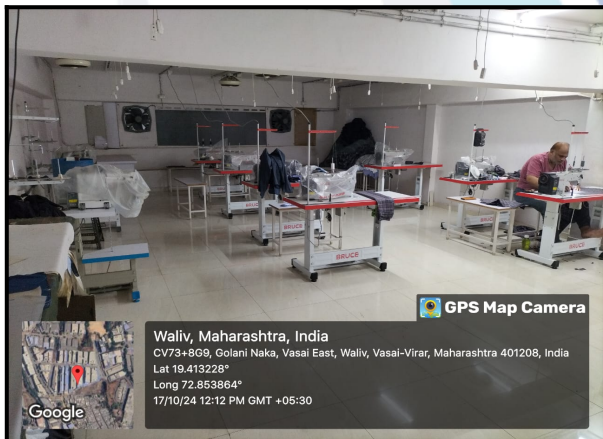 BRUCE
BRUCE
BRUCE
BRUCE
GPS Map Camera
Waliv, Maharashtra, India
CV73+8G9, Golani Naka, Vasai East, Waliv, Vasai-Virar, Maharashtra 401208, India
Lat 19.413228°
Long 72.853864°
17/10/24 12:12 PM GMT +05:30
Google